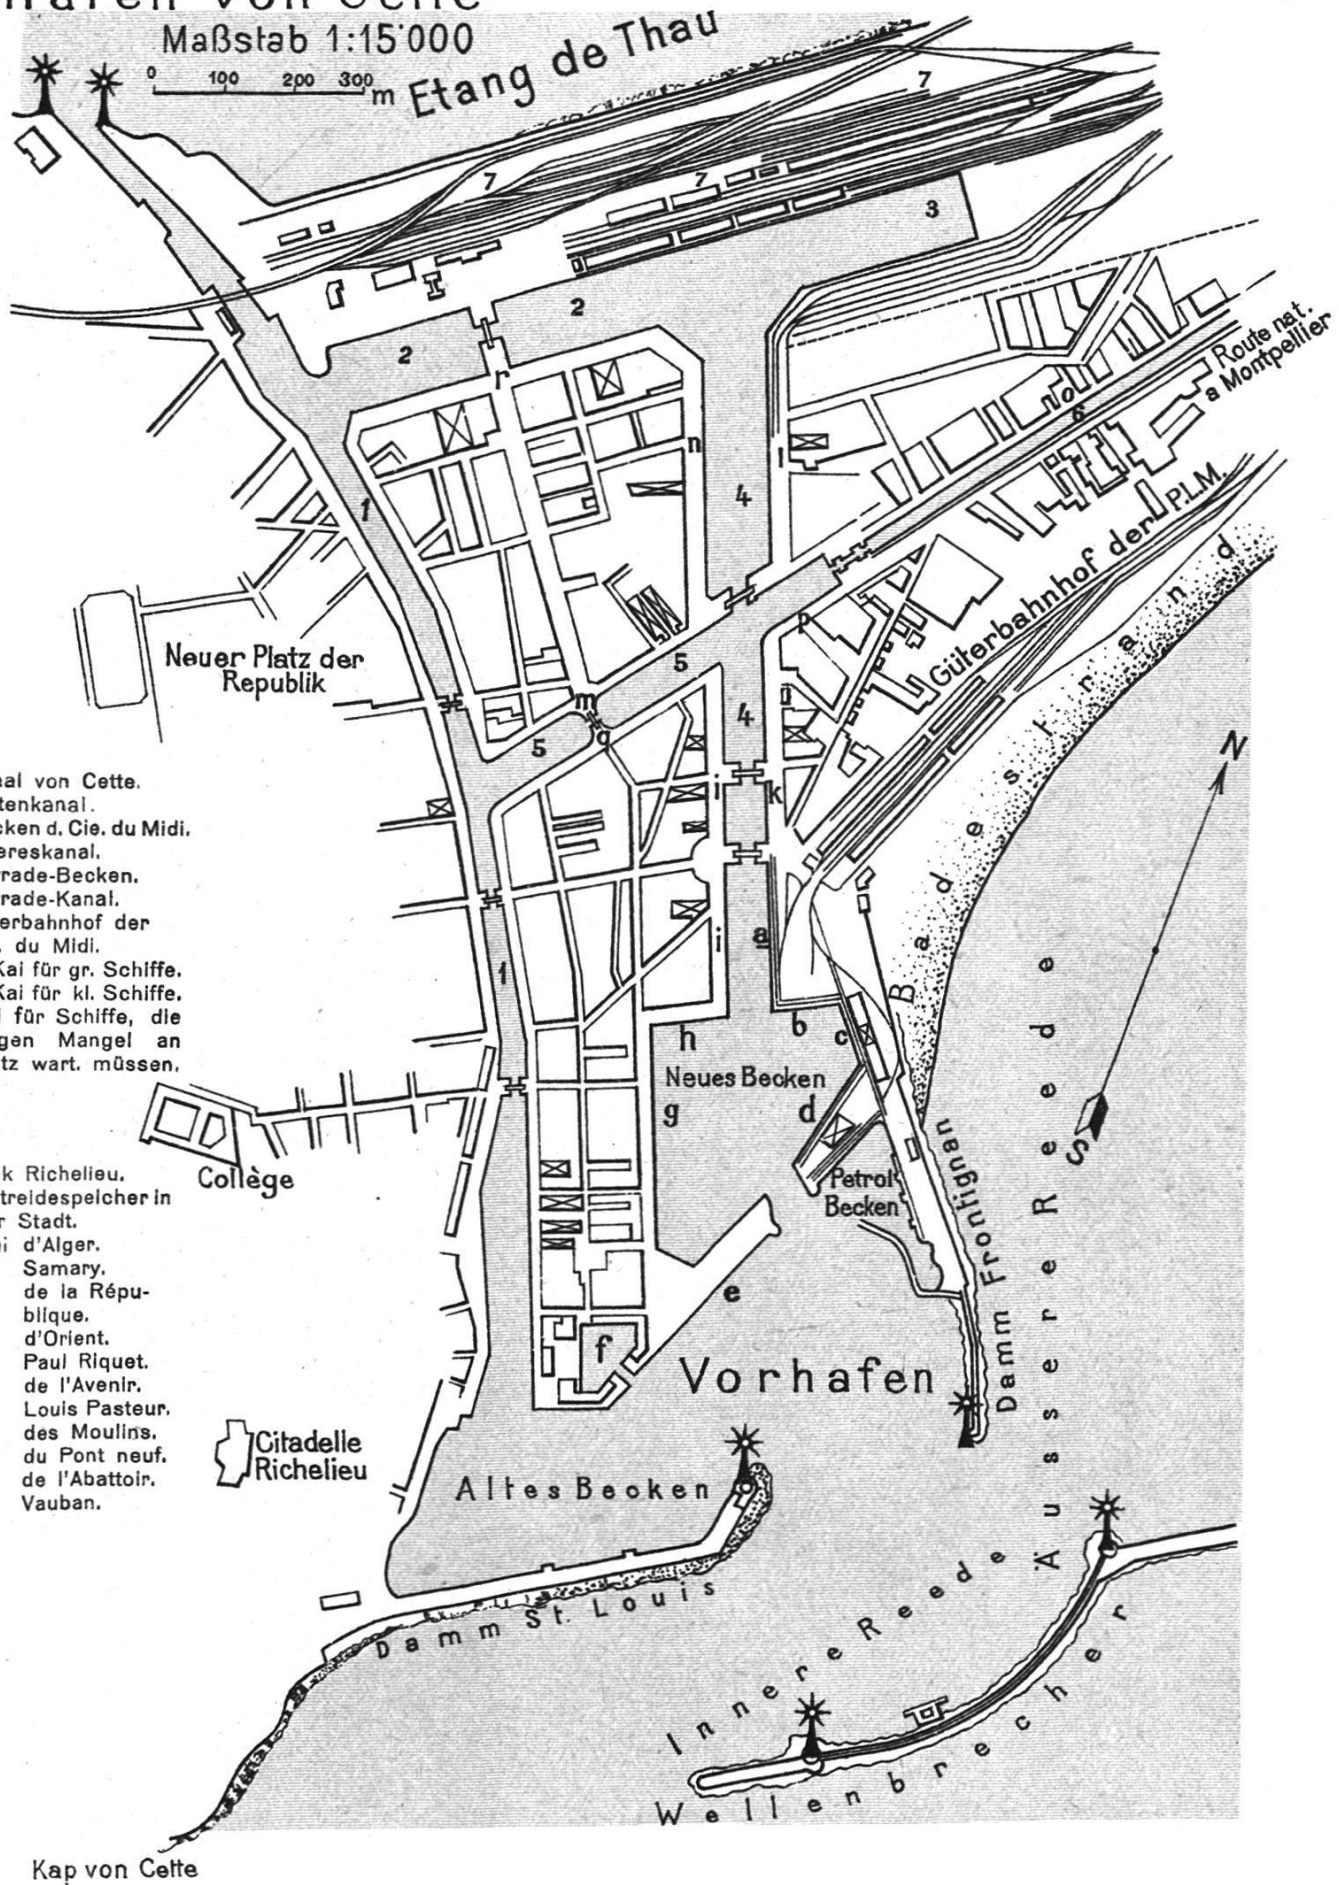 Hafen von Cette
Maßstab 1:15'000
0 100 200 300 m
Etang de Thau
7
7
7
3
2
2
r
n
l
1
4
o
6
Route nat.
a Montpellier
Güterbahnhof der P.L.M.
Badestrand
Neuer Platz der
Republik
p
5
m
q
5
4
i
k
N
S
al von Cette.
tenkanal.
cken d. Cie. du Midi.
ereskanal.
rade-Becken.
rade-Kanal.
erbahnhof der
. du Midi.
Kai für gr. Schiffe.
Kai für kl. Schiffe.
i für Schiffe, die
gen Mangel an
tz wart. müssen.
1
i
a
h
b
c
Neues Becken
g
d
Petrol
Becken
Damm Frontignan
Äussere Reede
Collège
k Richelieu.
treidespeicher in
r Stadt.
i d'Alger.
Samary.
de la Répu-
blique.
d'Orient.
Paul Riquet.
de l'Avenir.
Louis Pasteur.
des Moulins.
du Pont neuf.
de l'Abattoir.
Vauban.
e
f
Vorhafen
Citadelle
Richelieu
Altes Becken
Damm St. Louis
Innere Reede
Wellenbrecher
Kap von Cette